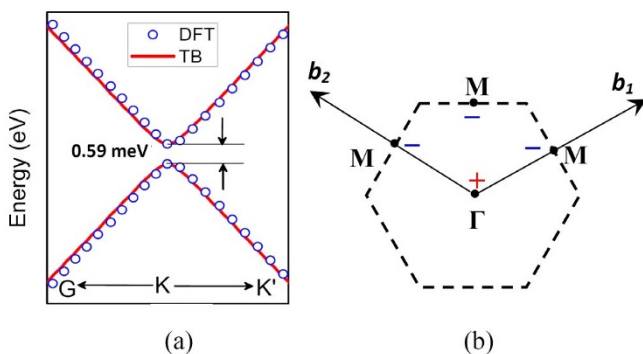 DFT
TB
Energy (eV)
0.59 meV
G K K'
(a)
b2 b1
M
−
M − − M
+
Γ
(b)